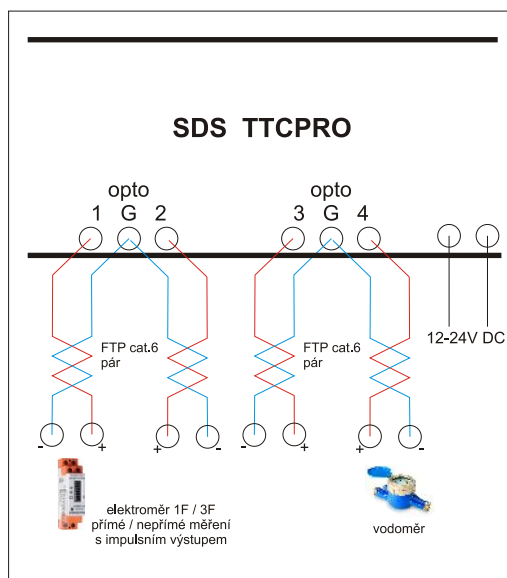 SDS TTCPRO
opto opto
1 G 2 3 G 4
12-24V DC
FTP cat.6 FTP cat.6
pár pár
- + + - - + + -
elektroměr 1F / 3F
přímé / nepřímé měření
s impulsním výstupem
vodoměr